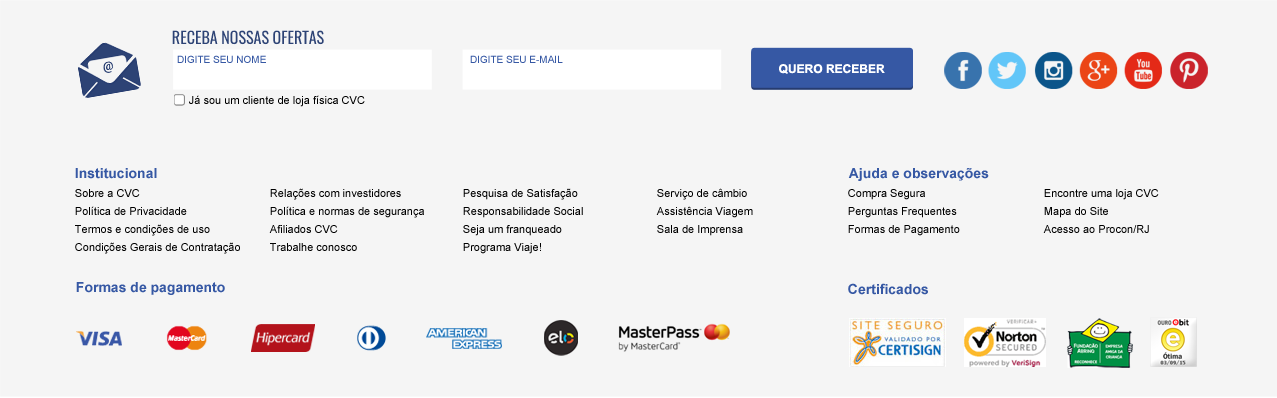 RECEBA NOSSAS OFERTAS
@
DIGITE SEU NOME
DIGITE SEU E-MAIL
QUERO RECEBER
f
g+
You
Tube
Já sou um cliente de loja física CVC
Institucional
Sobre a CVC
Política de Privacidade
Termos e condições de uso
Condições Gerais de Contratação
Relações com investidores
Política e normas de segurança
Afiliados CVC
Trabalhe conosco
Pesquisa de Satisfação
Responsabilidade Social
Seja um franqueado
Programa Viaje!
Serviço de câmbio
Assistência Viagem
Sala de Imprensa
Ajuda e observações
Compra Segura
Perguntas Frequentes
Formas de Pagamento
Encontre uma loja CVC
Mapa do Site
Acesso ao Procon/RJ
Formas de pagamento
VISA
MasterCard
Hipercard
AMERICAN
EXPRESS
elo
MasterPass
by MasterCard
Certificados
SITE SEGURO
VALIDADO POR
CERTISIGN
VERIFICAR►
Norton
SECURED
powered by VeriSign
FUNDAÇÃO
ABRINQ
RECONHECE
EMPRESA
AMIGA DA
CRIANÇA
OURO ebit
e
Ótima
03/09/15